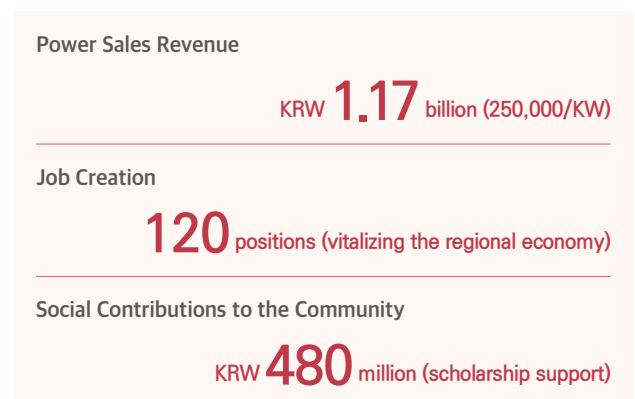 Power Sales Revenue
KRW 1.17 billion (250,000/KW)
Job Creation
120 positions (vitalizing the regional economy)
Social Contributions to the Community
KRW 480 million (scholarship support)